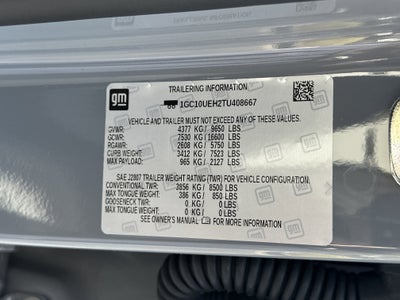 gm
TRAILERING INFORMATION
1GC10UEH2TU408667
VEHICLE AND TRAILER MUST NOT EXCEED ANY OF THESE VALUES.
GVWR: 4377 KG / 9650 LBS
GCWR: 7530 KG / 16600 LBS
RGAWR: 2608 KG / 5750 LBS
CURB WEIGHT: 3412 KG / 7523 LBS
MAX PAYLOAD: 965 KG / 2127 LBS
SAE J2807 TRAILER WEIGHT RATING (TWR) FOR VEHICLE CONFIGURATION.
CONVENTIONAL TWR: 3856 KG / 8500 LBS
MAX TONGUE WEIGHT: 386 KG / 850 LBS
GOOSENECK TWR: 0 KG / 0 LBS
MAX TONGUE WEIGHT: 0 KG / 0 LBS
SEE OWNER'S MANUAL FOR MORE INFORMATION